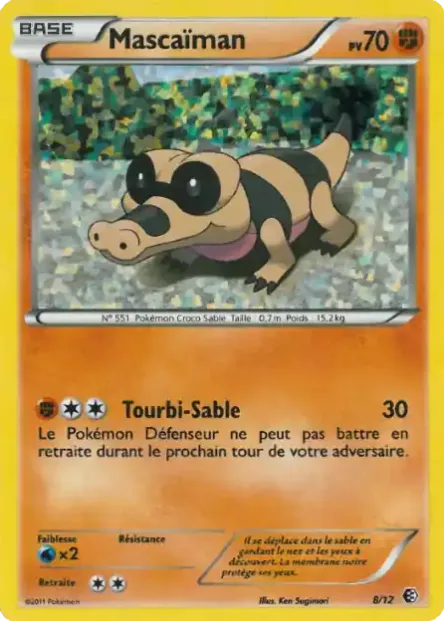 BASE Mascaïman PV70
N° 551 Pokémon Croco Sable Taille : 0,7m Poids : 15,2kg
Tourbi-Sable 30
Le Pokémon Défenseur ne peut pas battre en
retraite durant le prochain tour de votre adversaire.
Faiblesse Résistance
×2
Retraite
Il se déplace dans le sable en
gardant le nez et les yeux à
découvert. La membrane noire
protège ses yeux.
©2011 Pokémon Illus. Ken Sugimori 8/12